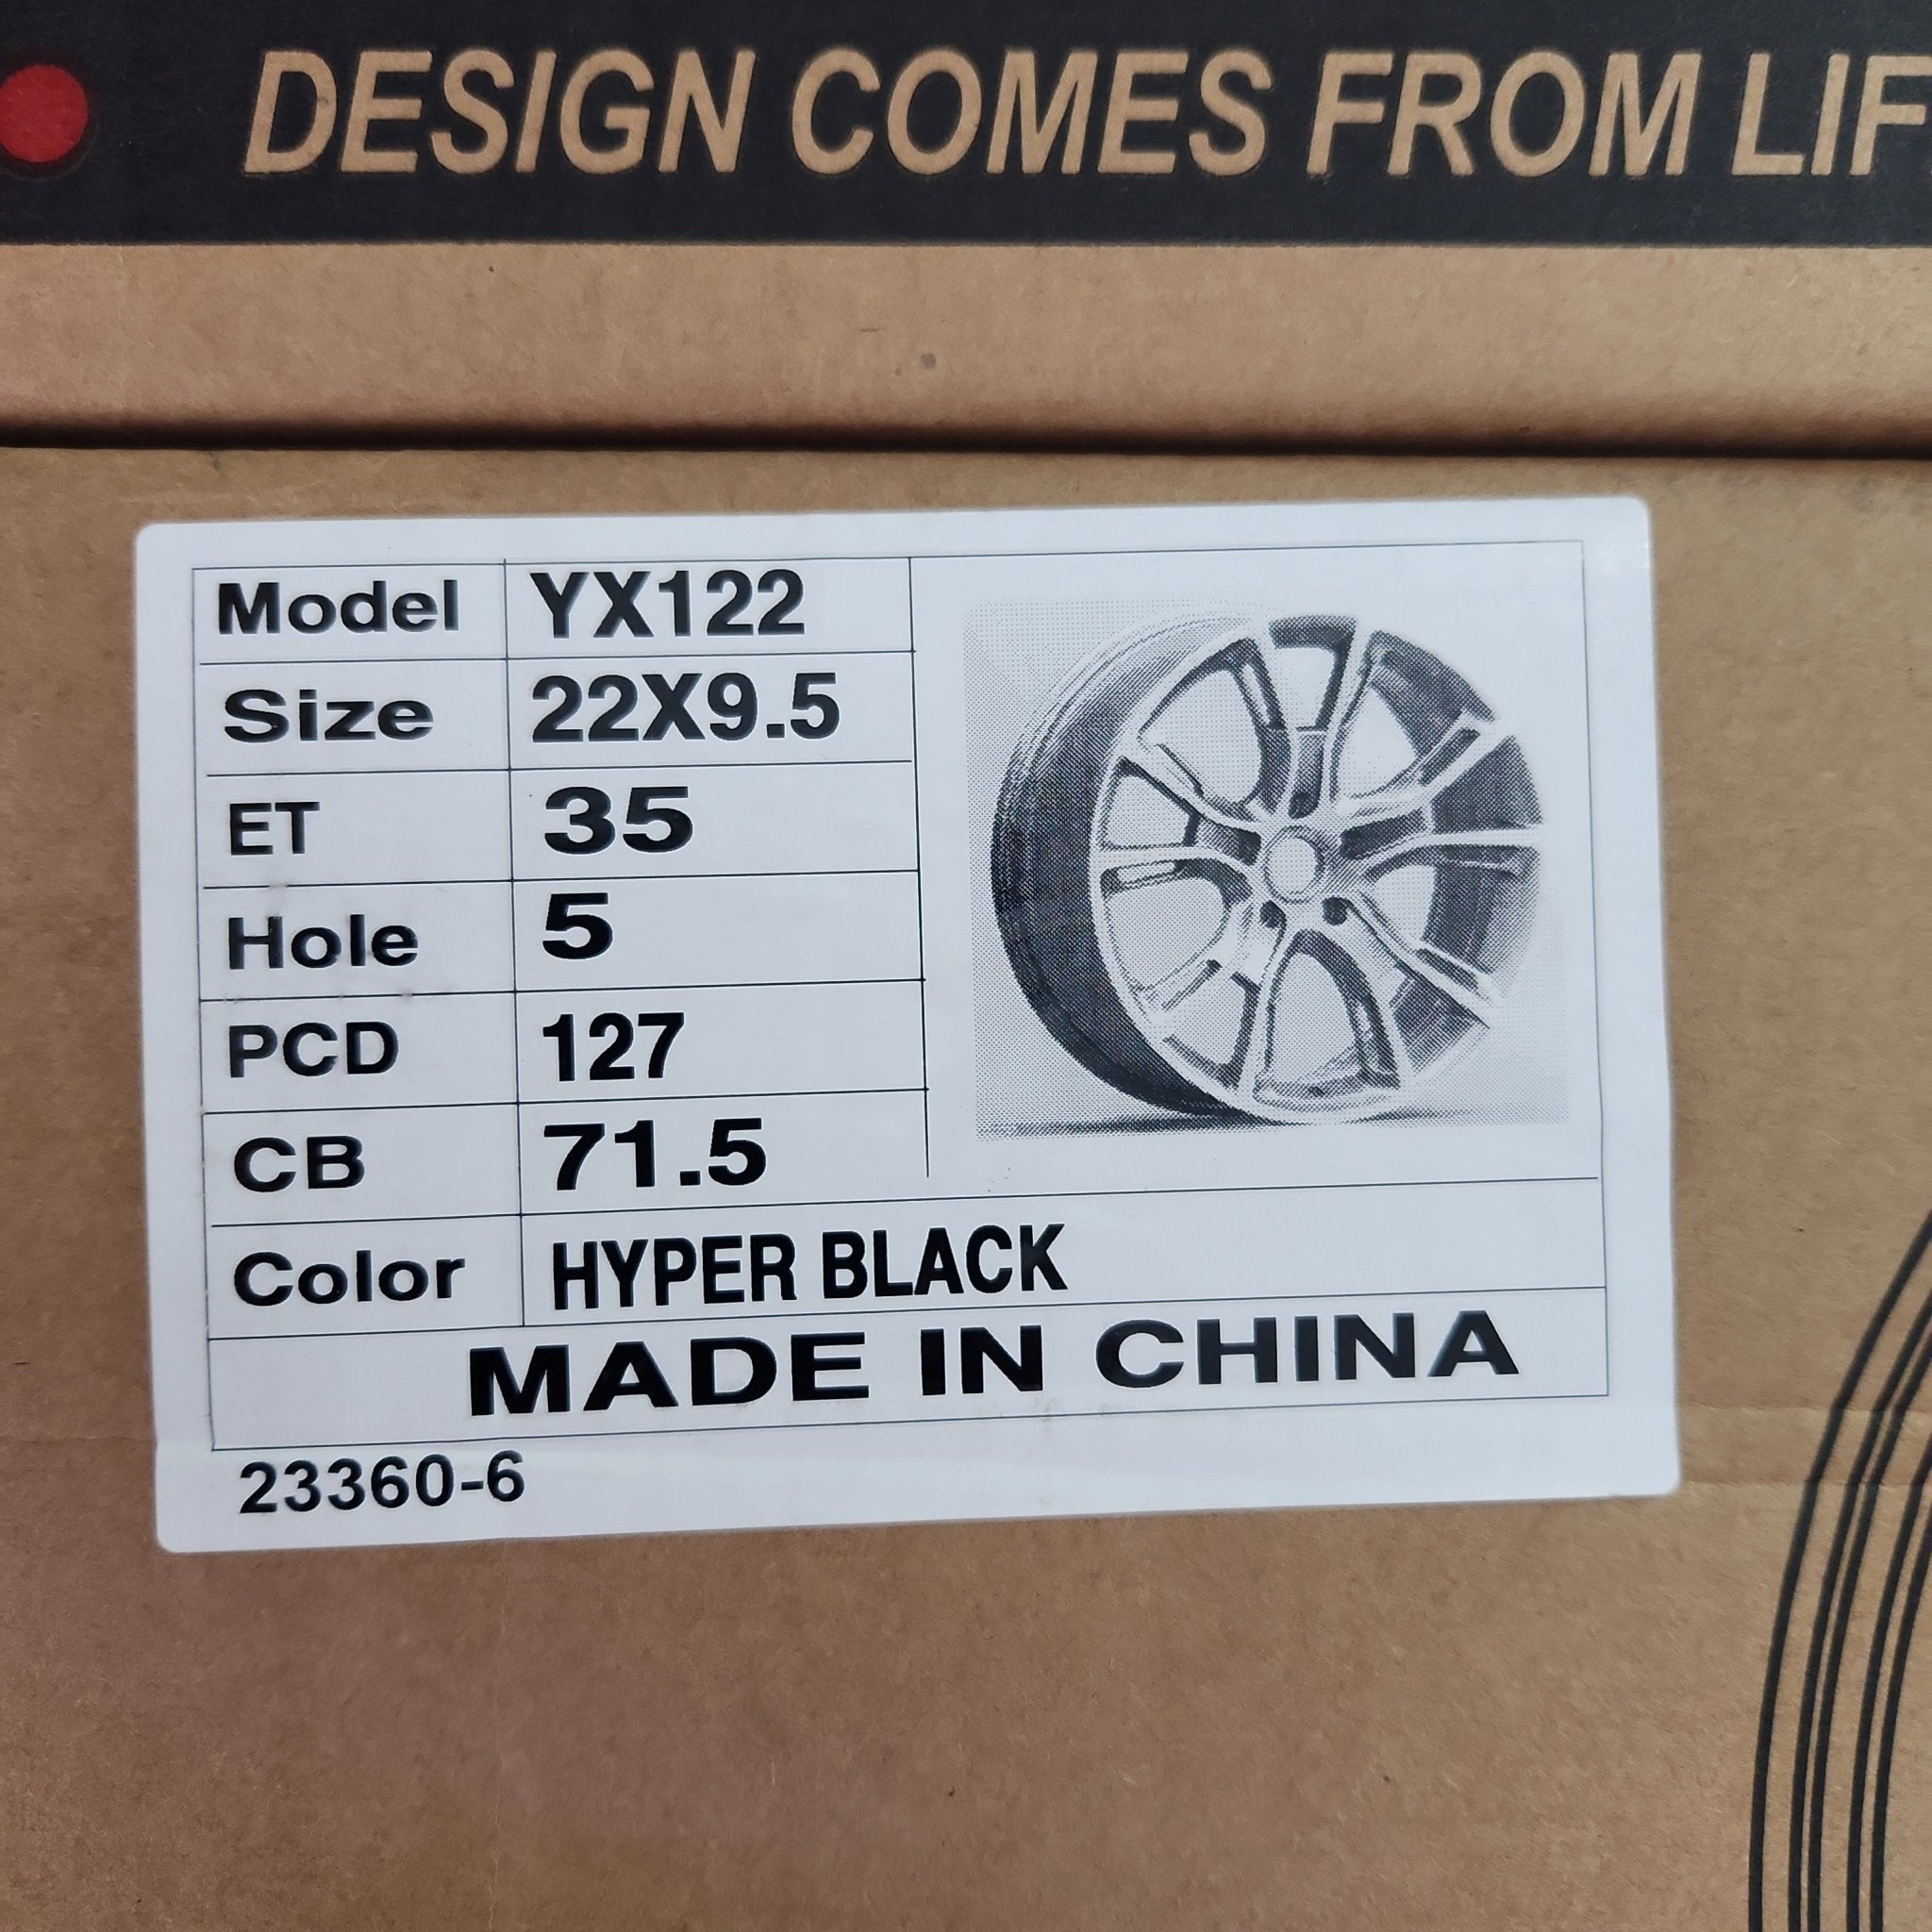 DESIGN COMES FROM LIF
Model YX122
Size 22X9.5
ET 35
Hole 5
PCD 127
CB 71.5
Color HYPER BLACK
MADE IN CHINA
23360-6